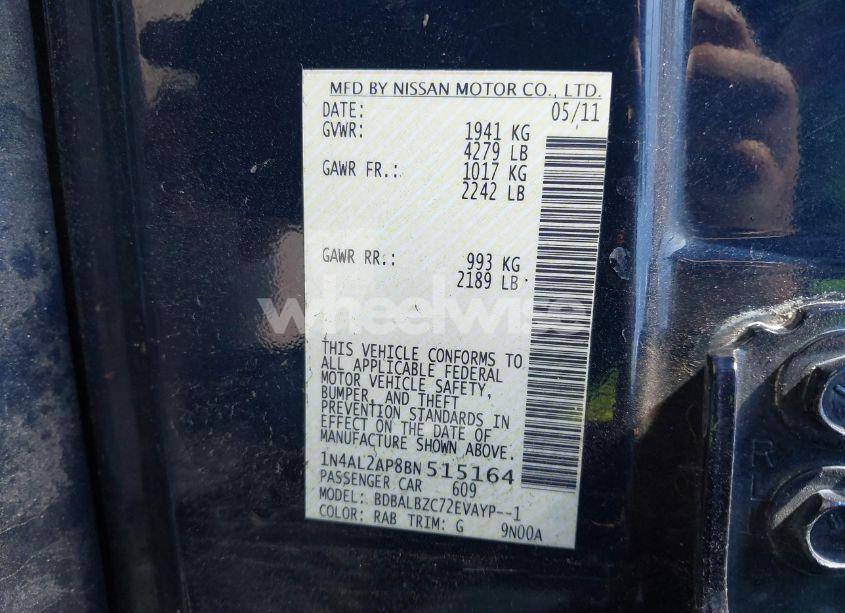 MFD BY NISSAN MOTOR CO., LTD.
DATE: 05/11
GVWR: 1941 KG
4279 LB
GAWR FR.: 1017 KG
2242 LB
GAWR RR.: 993 KG
2189 LB
wheelwise
THIS VEHICLE CONFORMS TO
ALL APPLICABLE FEDERAL
MOTOR VEHICLE SAFETY,
BUMPER, AND THEFT
PREVENTION STANDARDS IN
EFFECT ON THE DATE OF
MANUFACTURE SHOWN ABOVE.
1N4AL2AP8BN 515164
PASSENGER CAR 609
MODEL: BDBALBZC72EVAYP--1
COLOR: RAB TRIM: G 9N00A
R
L